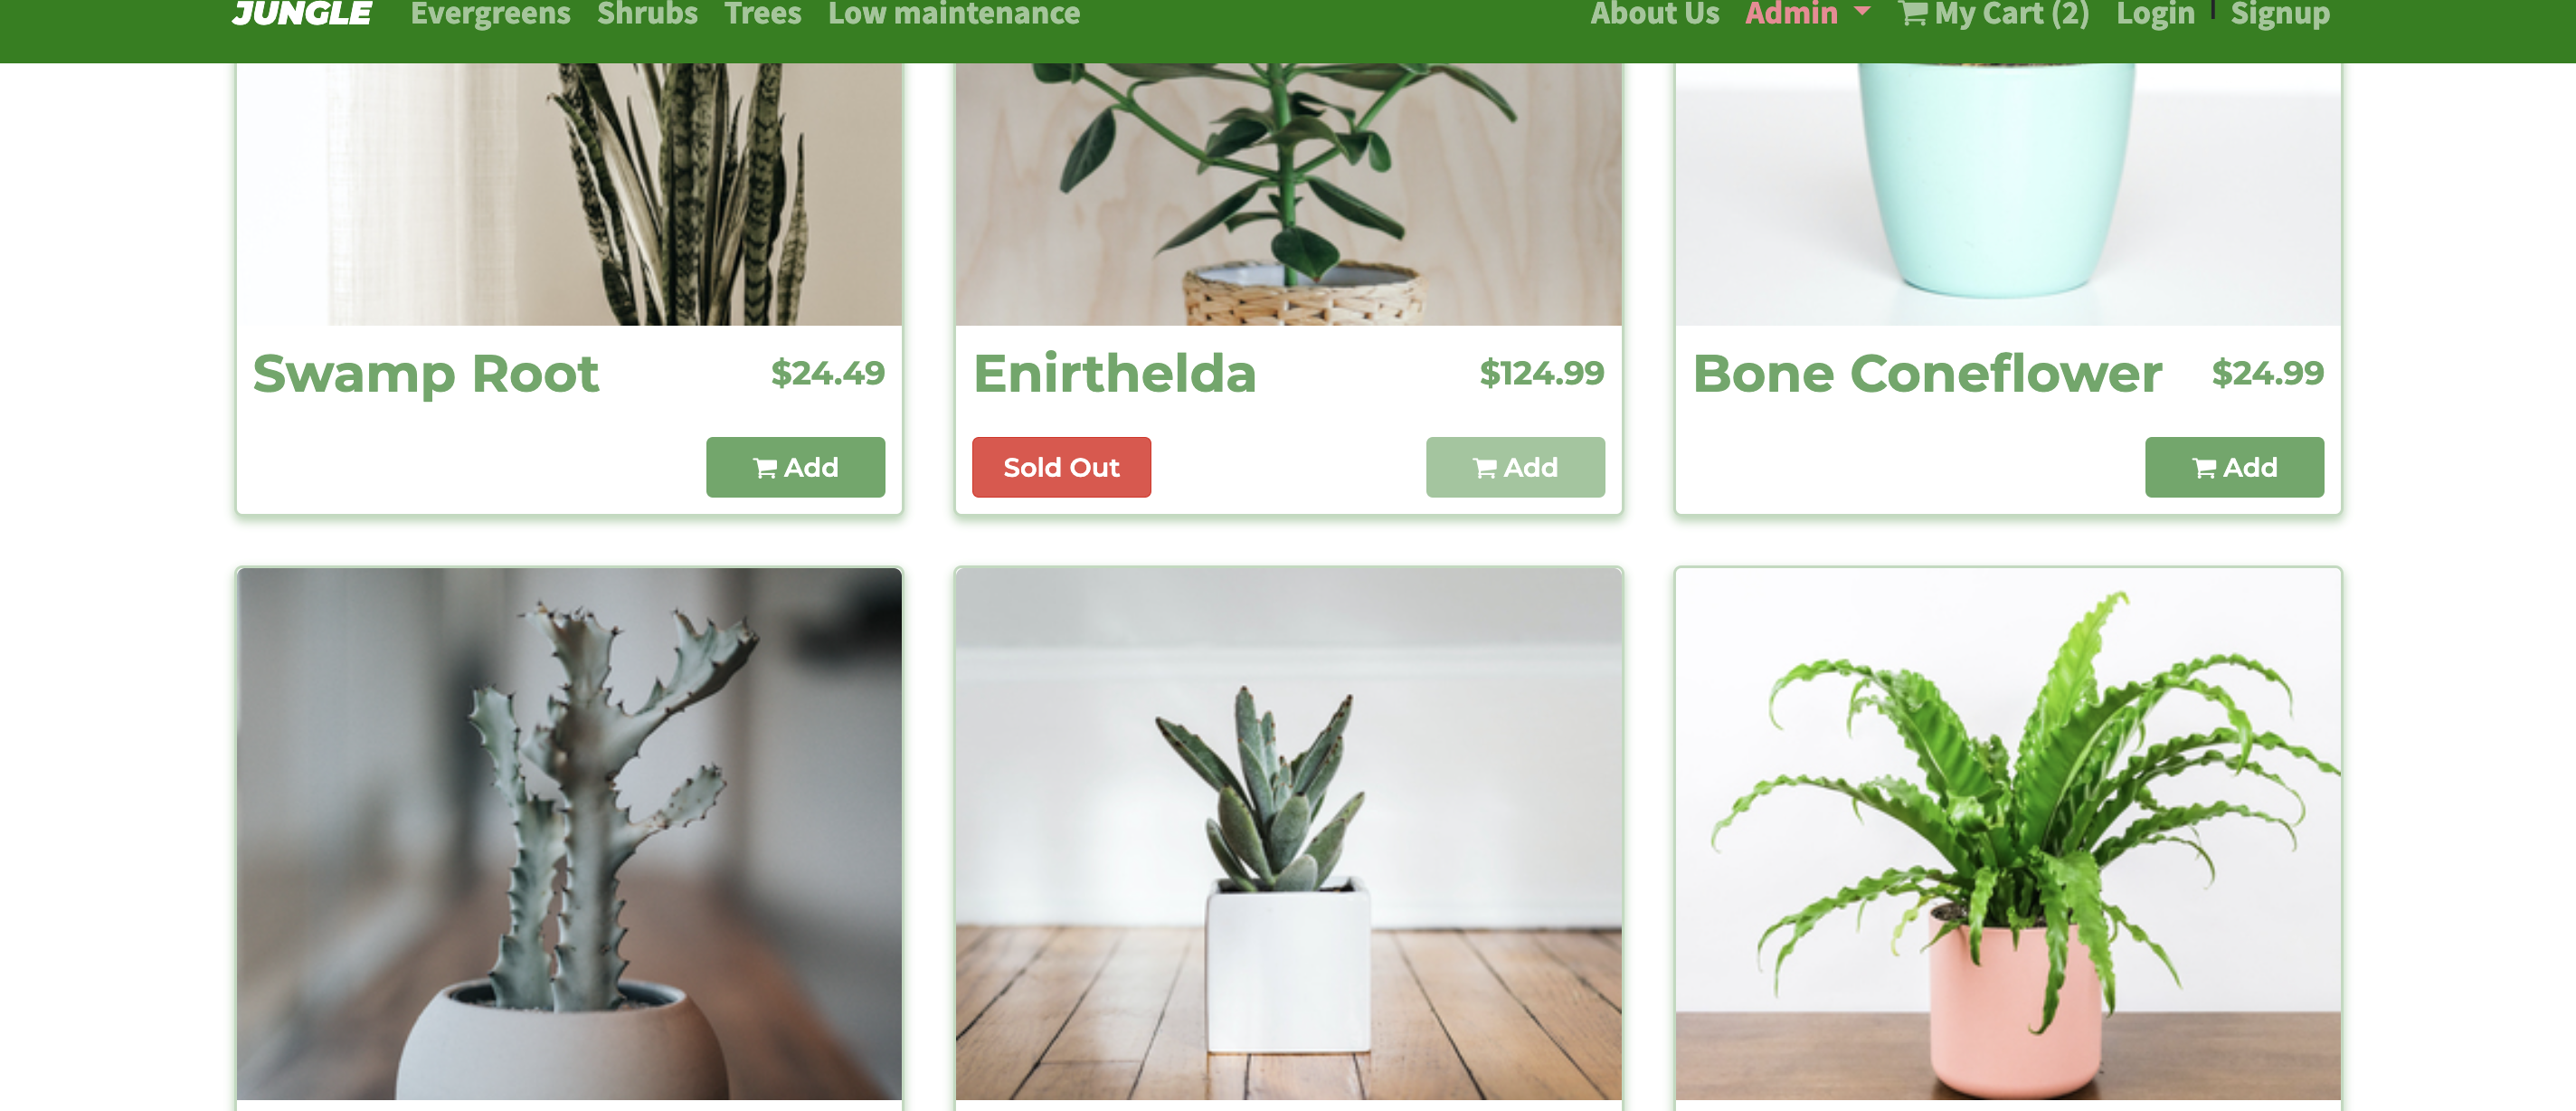 JUNGLE Evergreens Shrubs Trees Low maintenance About Us Admin My Cart (2) Login | Signup
Swamp Root $24.49
Add
Enirthelda $124.99
Sold Out Add
Bone Coneflower $24.99
Add